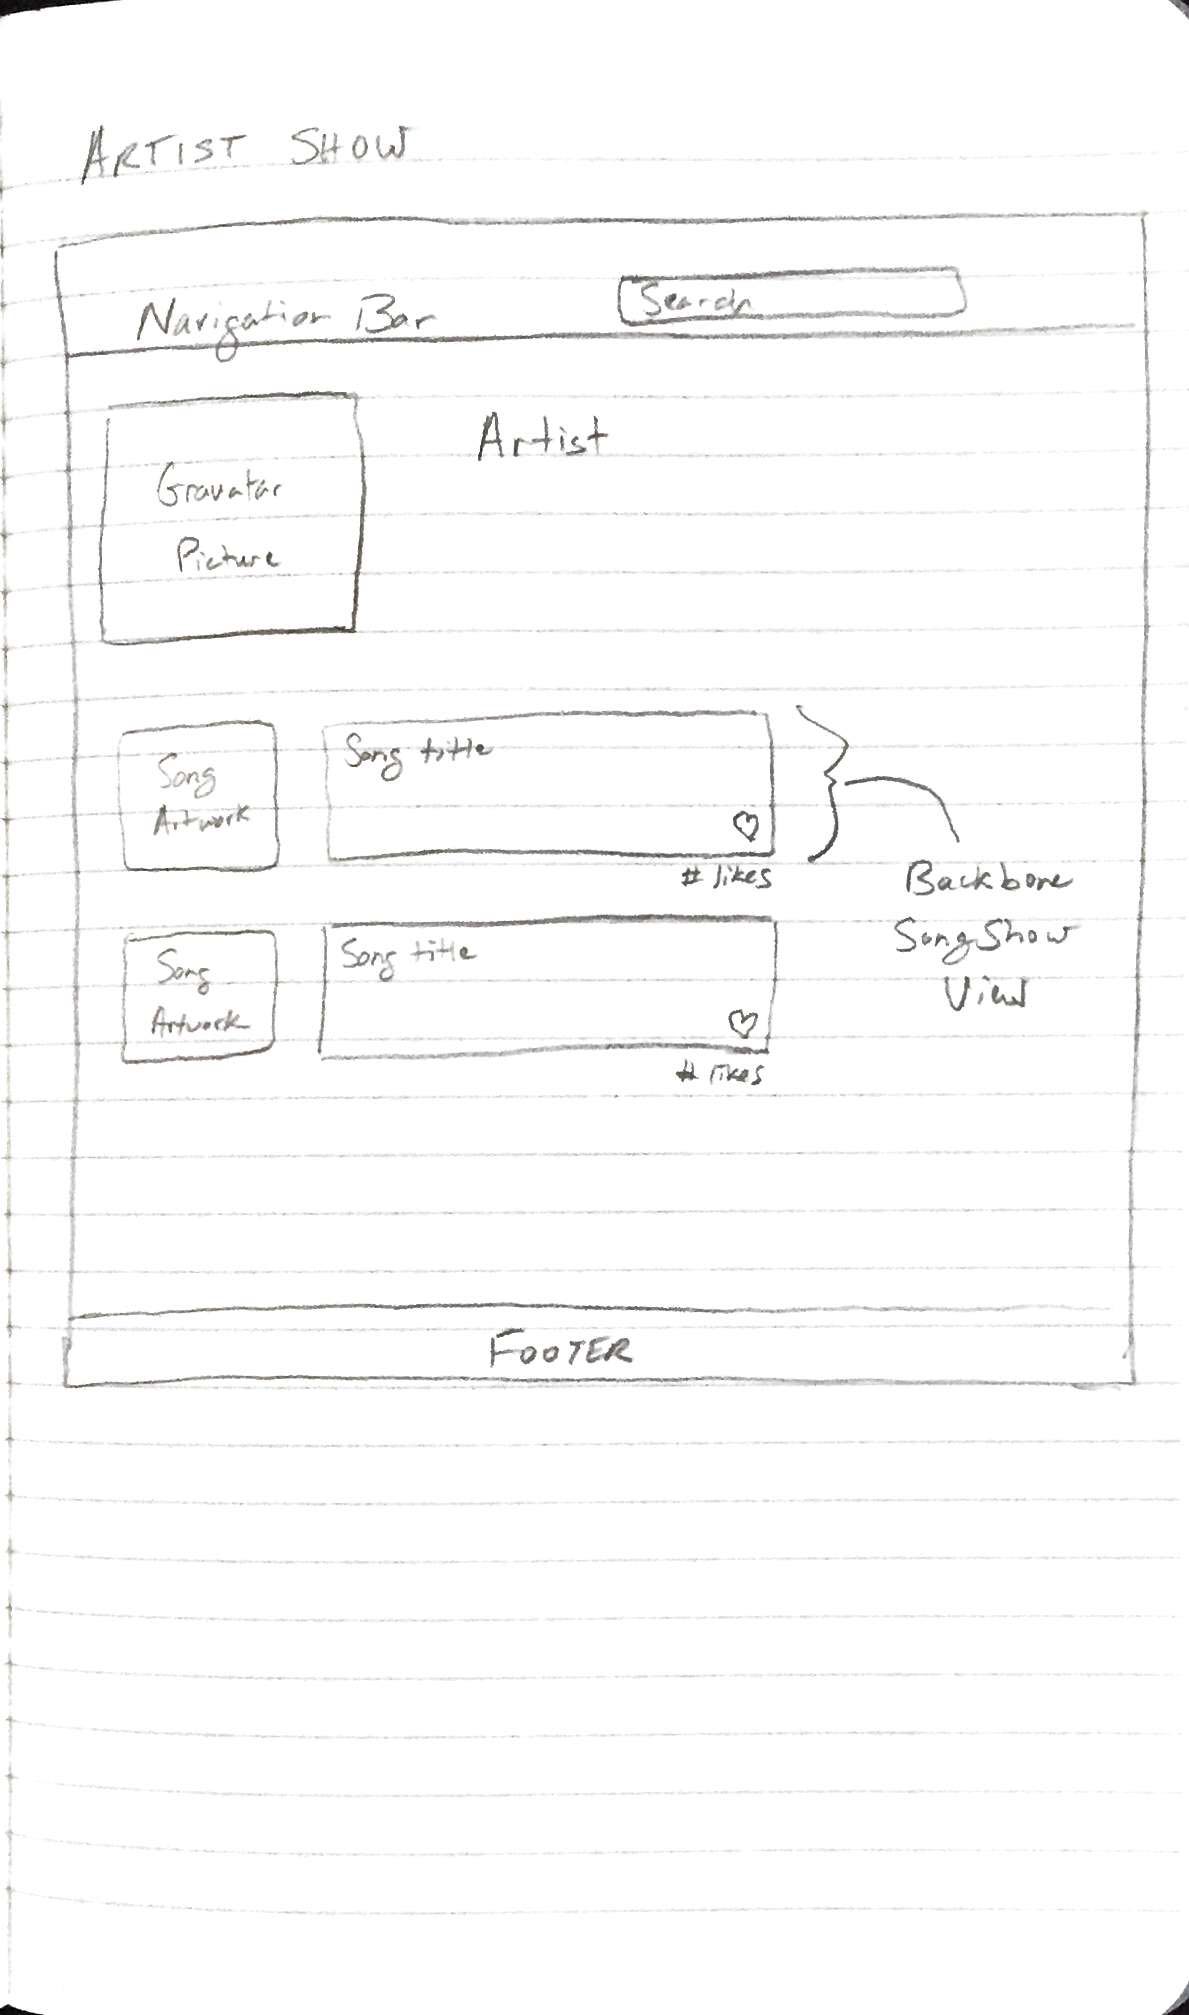 ARTIST SHOW
Navigation Bar
Search
Artist
Gravatar
Picture
Song
Artwork
Song title
# likes
Backbone
SongShow
View
Song
Artwork
Song title
# likes
FOOTER